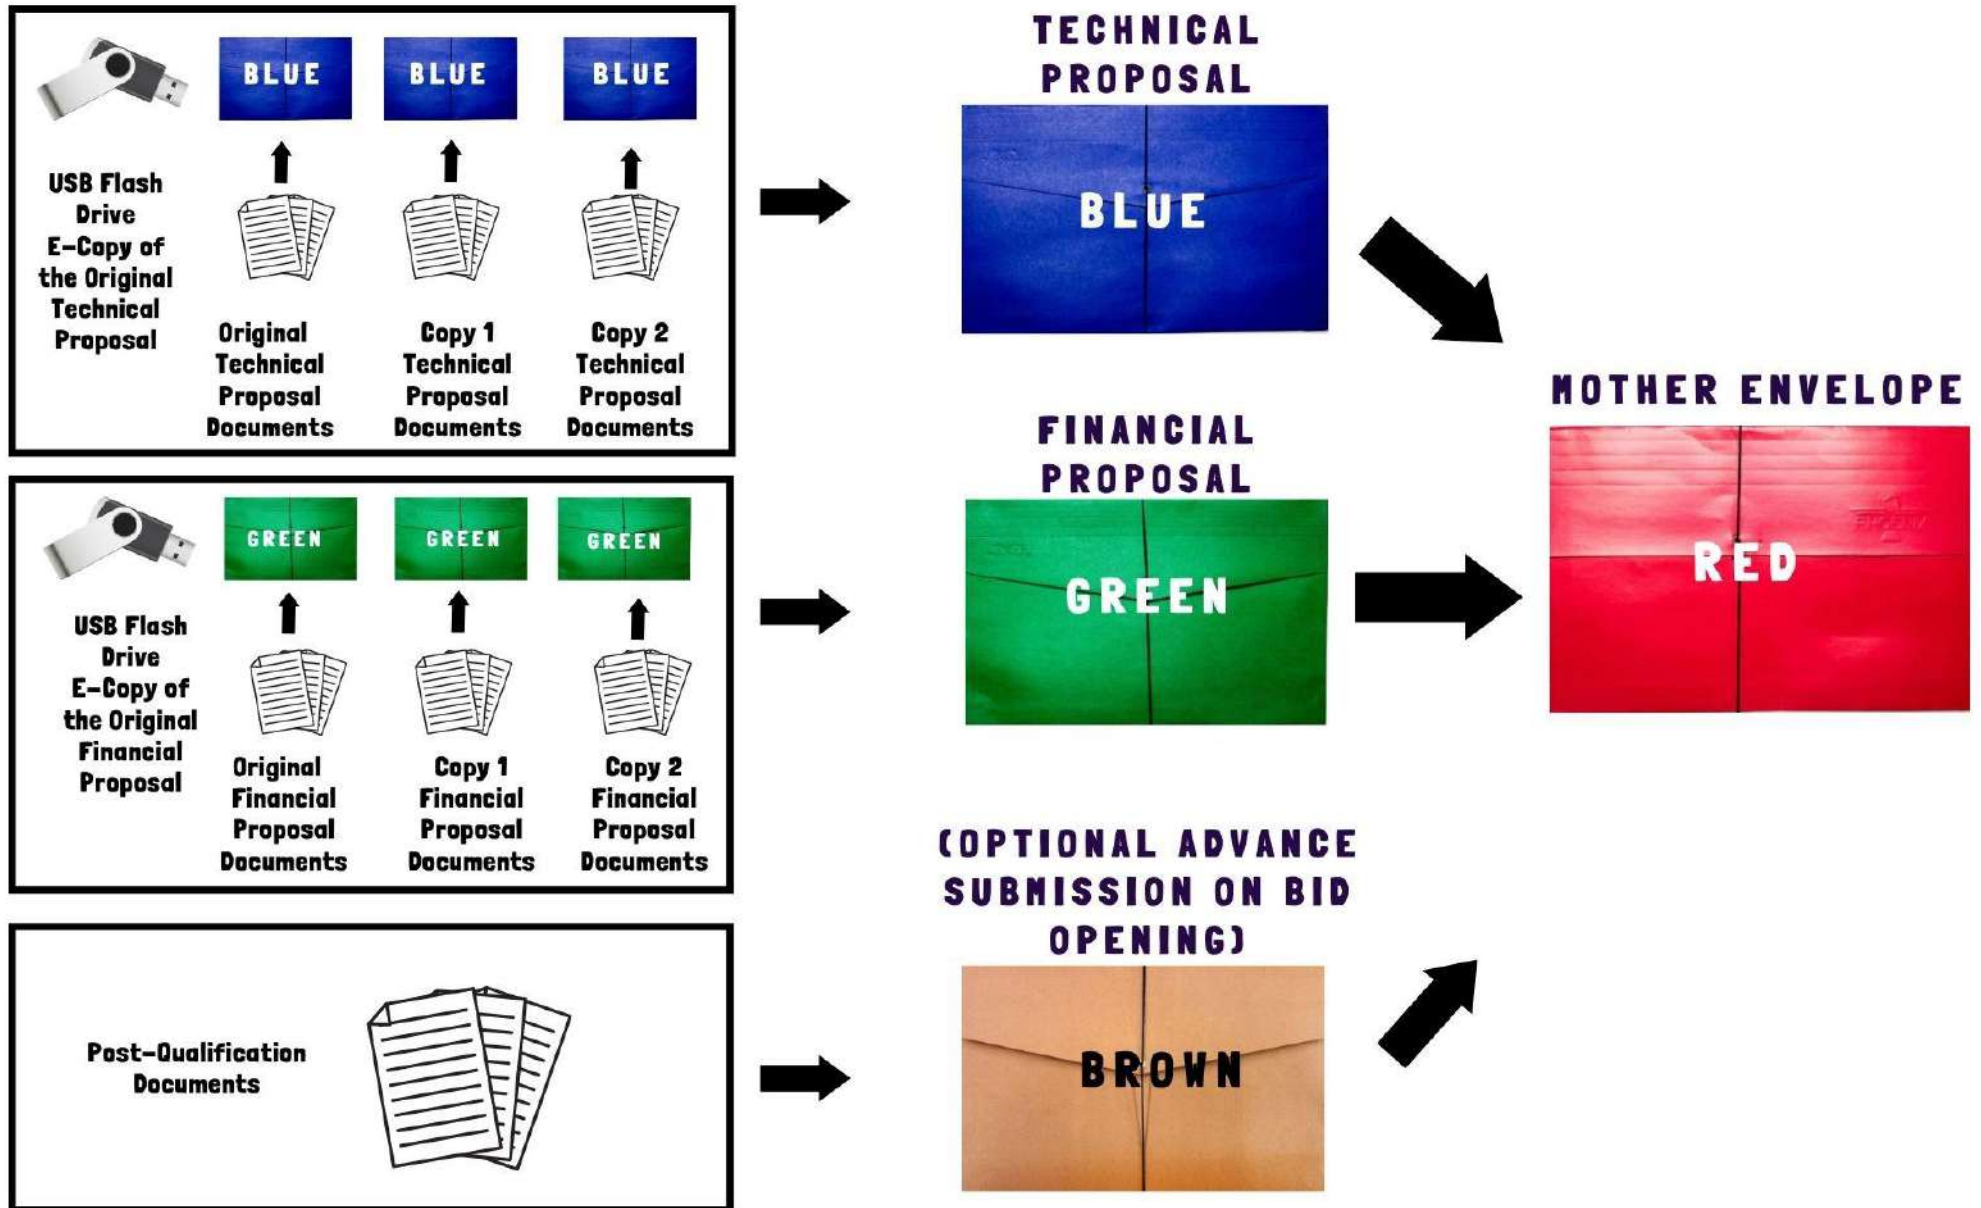 BLUE
BLUE
BLUE
USB Flash
Drive
E-Copy of
the Original
Technical
Proposal
Original
Technical
Proposal
Documents
Copy 1
Technical
Proposal
Documents
Copy 2
Technical
Proposal
Documents
TECHNICAL
PROPOSAL
BLUE
GREEN
GREEN
GREEN
USB Flash
Drive
E-Copy of
the Original
Financial
Proposal
Original
Financial
Proposal
Documents
Copy 1
Financial
Proposal
Documents
Copy 2
Financial
Proposal
Documents
FINANCIAL
PROPOSAL
GREEN
MOTHER ENVELOPE
RED
Post-Qualification
Documents
(OPTIONAL ADVANCE
SUBMISSION ON BID
OPENING)
BROWN